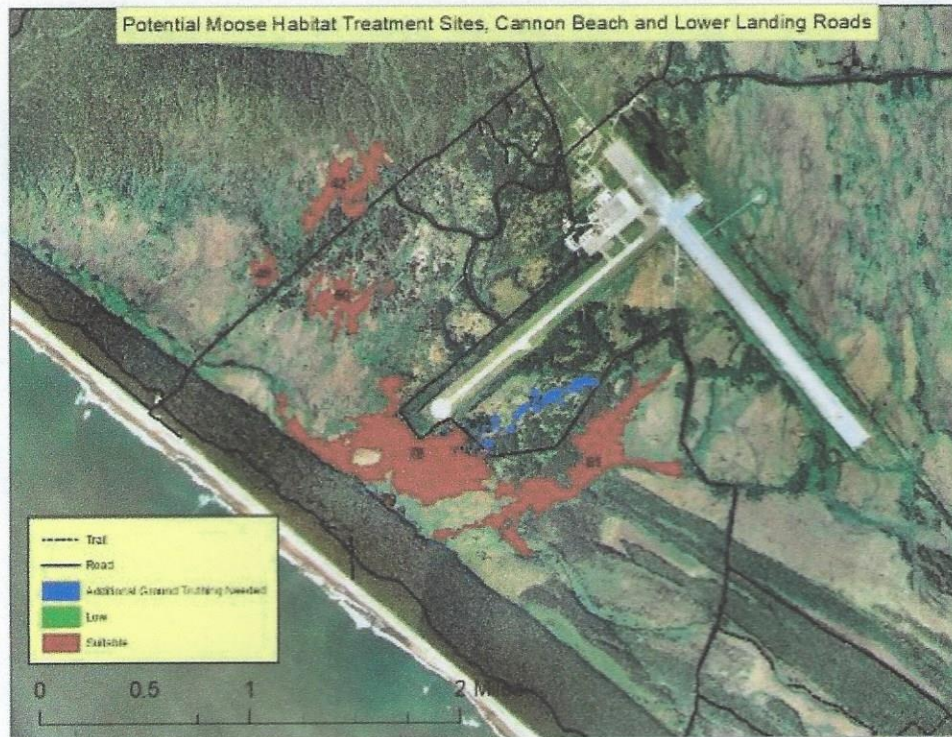 Potential Moose Habitat Treatment Sites, Cannon Beach and Lower Landing Roads
Trail
Road
Additional Ground Truthing Needed
Low
Suitable
0 0.5 1 2 Miles